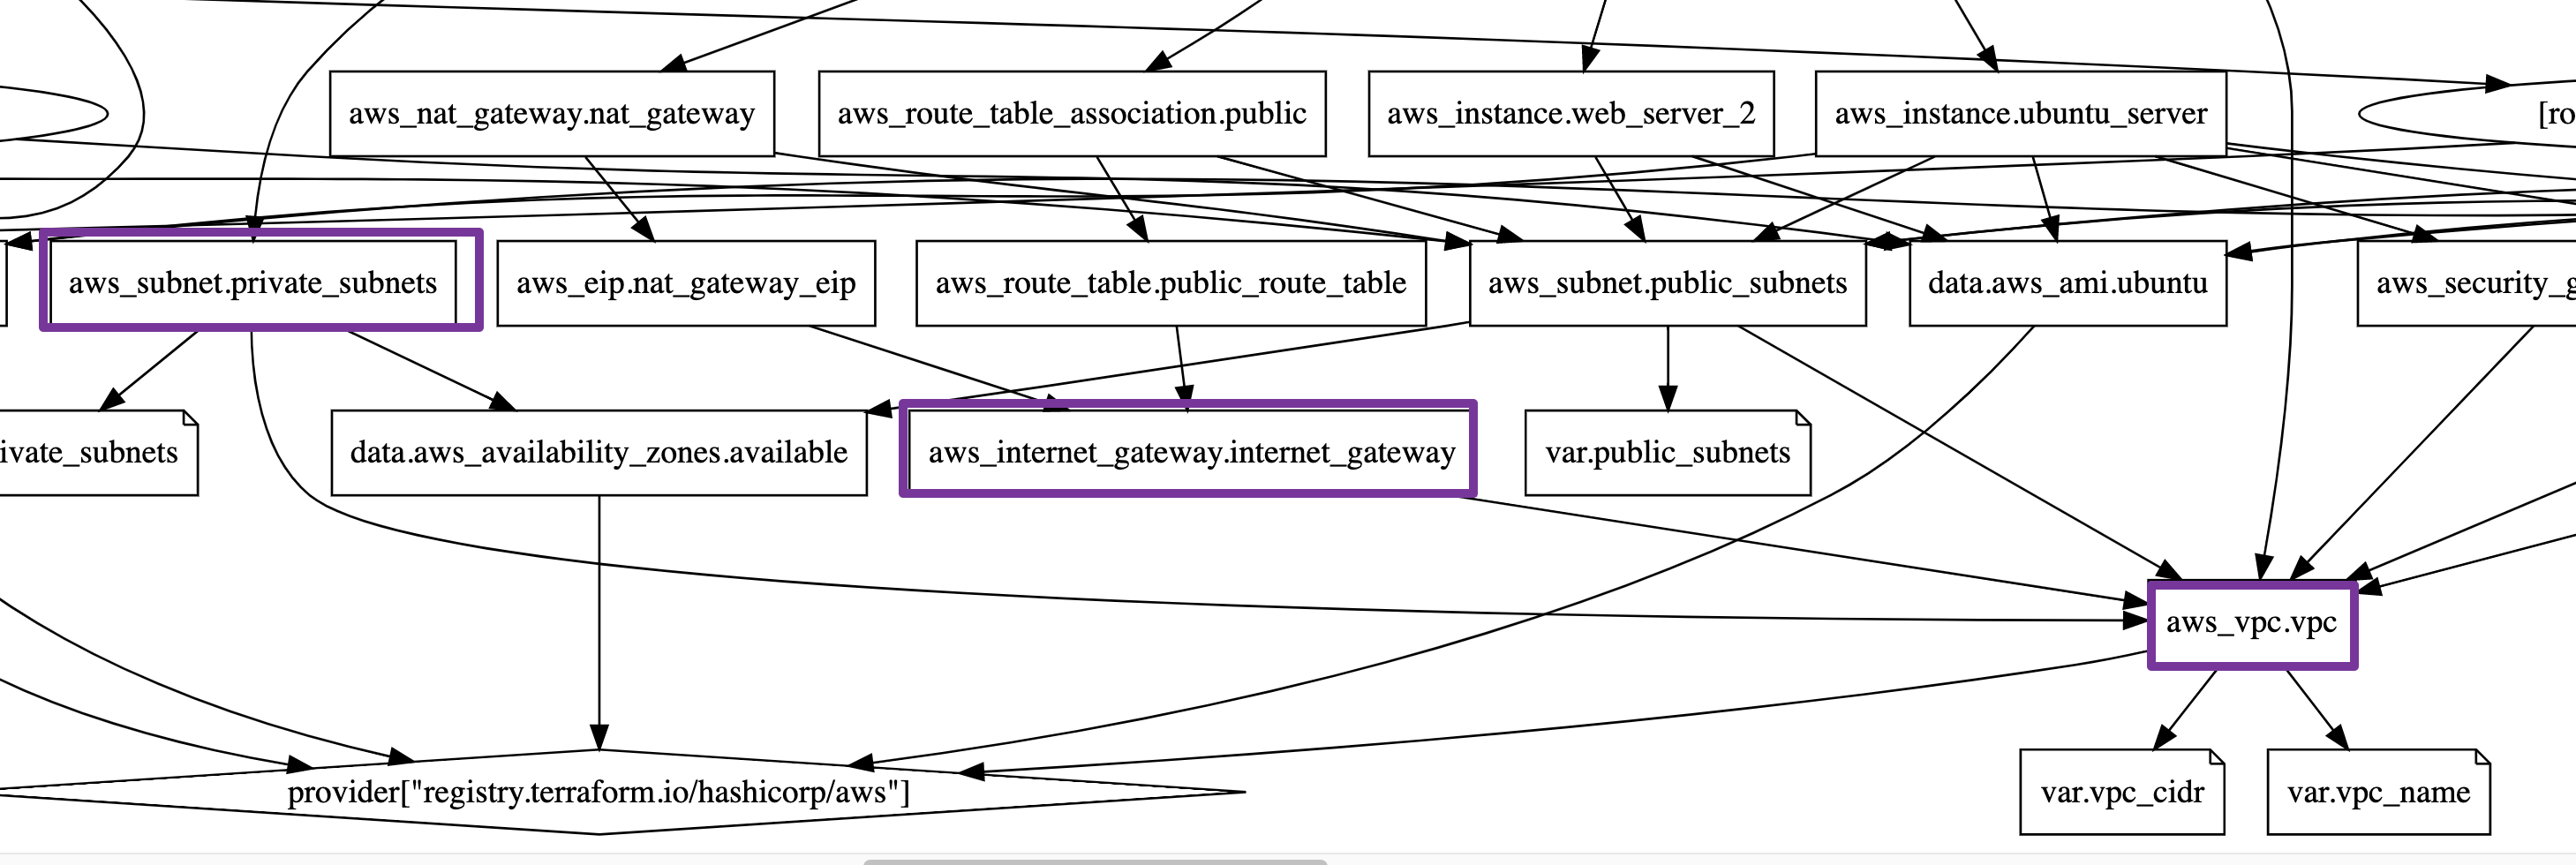 aws_nat_gateway.nat_gateway
aws_route_table_association.public
aws_instance.web_server_2
aws_instance.ubuntu_server
[ro
aws_subnet.private_subnets
aws_eip.nat_gateway_eip
aws_route_table.public_route_table
aws_subnet.public_subnets
data.aws_ami.ubuntu
aws_security_g
ivate_subnets
data.aws_availability_zones.available
aws_internet_gateway.internet_gateway
var.public_subnets
aws_vpc.vpc
provider["registry.terraform.io/hashicorp/aws"]
var.vpc_cidr
var.vpc_name